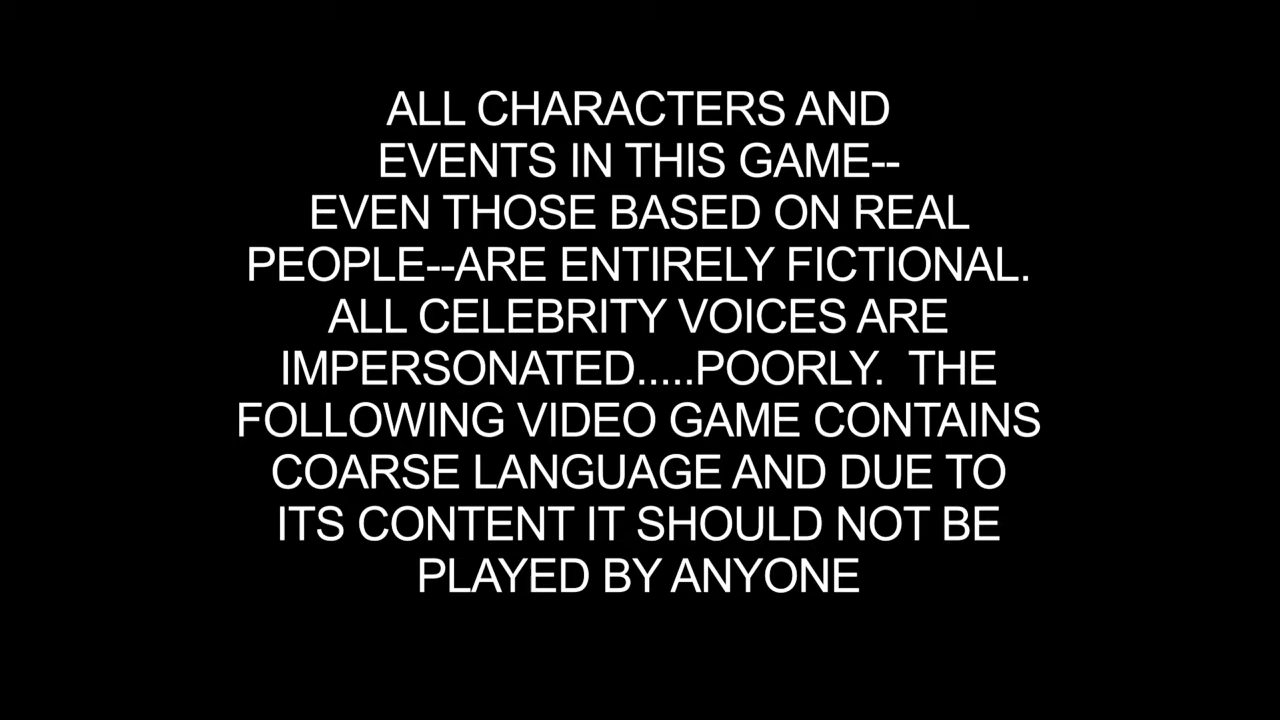 ALL CHARACTERS AND
EVENTS IN THIS GAME--
EVEN THOSE BASED ON REAL
PEOPLE--ARE ENTIRELY FICTIONAL.
ALL CELEBRITY VOICES ARE
IMPERSONATED.....POORLY.  THE
FOLLOWING VIDEO GAME CONTAINS
COARSE LANGUAGE AND DUE TO
ITS CONTENT IT SHOULD NOT BE
PLAYED BY ANYONE